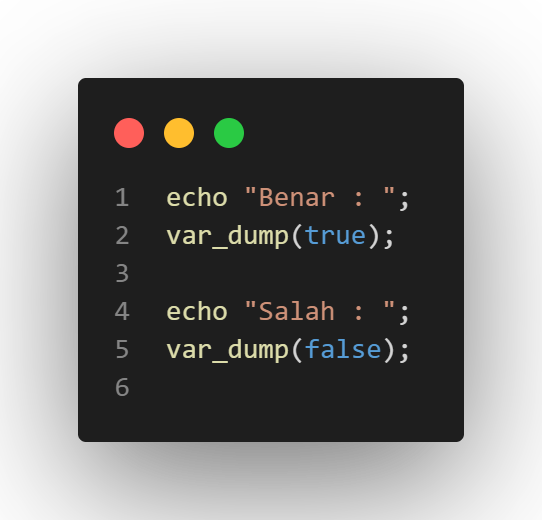 1 echo "Benar : ";
2 var_dump(true);
3
4 echo "Salah : ";
5 var_dump(false);
6